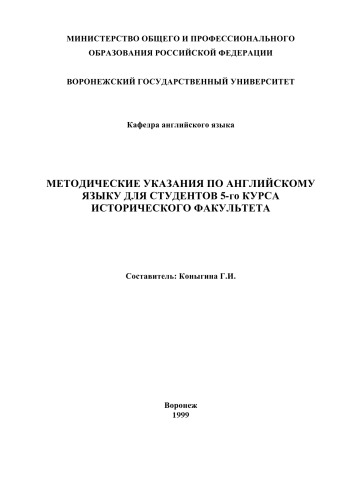 МИНИСТЕРСТВО ОБЩЕГО И ПРОФЕССИОНАЛЬНОГО
ОБРАЗОВАНИЯ РОССИЙСКОЙ ФЕДЕРАЦИИ
ВОРОНЕЖСКИЙ ГОСУДАРСТВЕННЫЙ УНИВЕРСИТЕТ
Кафедра английского языка
МЕТОДИЧЕСКИЕ УКАЗАНИЯ ПО АНГЛИЙСКОМУ
ЯЗЫКУ ДЛЯ СТУДЕНТОВ 5-го КУРСА
ИСТОРИЧЕСКОГО ФАКУЛЬТЕТА
Составитель: Коныгина Г.И.
Воронеж
1999